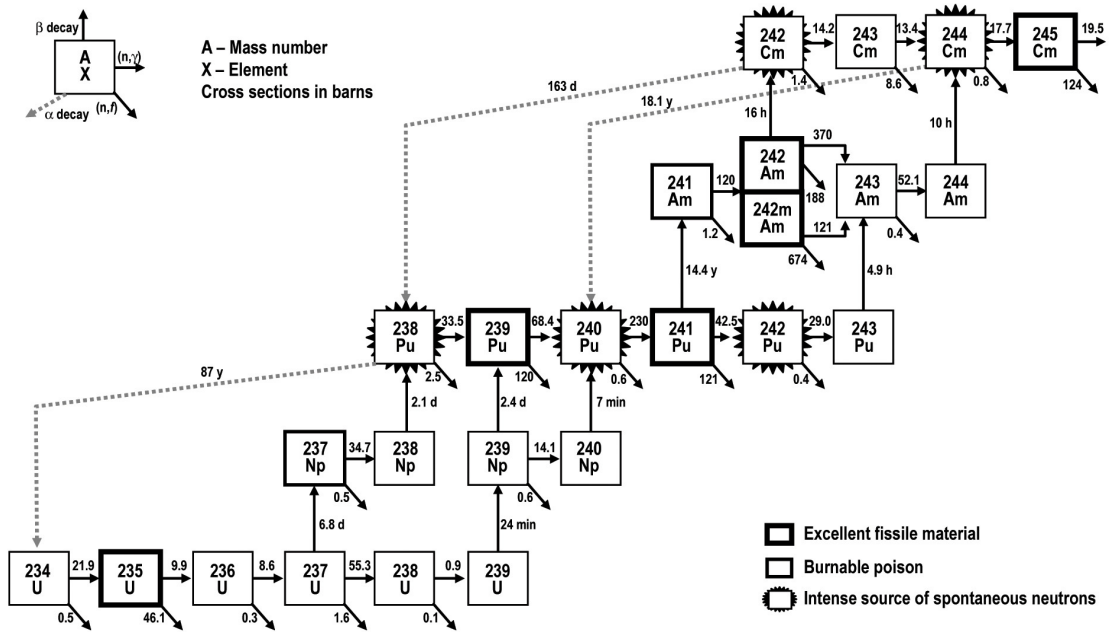 β decay
A
X
(n,γ)
(n,f)
α decay
A – Mass number
X – Element
Cross sections in barns
242
Cm
14.2
1.4
243
Cm
13.4
8.6
244
Cm
17.7
0.8
245
Cm
19.5
124
163 d
18.1 y
16 h
10 h
241
Am
120
1.2
242
Am
370
188
242m
Am
121
674
243
Am
52.1
0.4
244
Am
14.4 y
4.9 h
238
Pu
33.5
2.5
239
Pu
68.4
120
240
Pu
230
0.6
241
Pu
42.5
121
242
Pu
29.0
0.4
243
Pu
87 y
2.1 d
2.4 d
7 min
237
Np
34.7
0.5
238
Np
239
Np
14.1
0.6
240
Np
6.8 d
24 min
234
U
21.9
0.5
235
U
9.9
46.1
236
U
8.6
0.3
237
U
55.3
1.6
238
U
0.9
0.1
239
U
Excellent fissile material
Burnable poison
Intense source of spontaneous neutrons